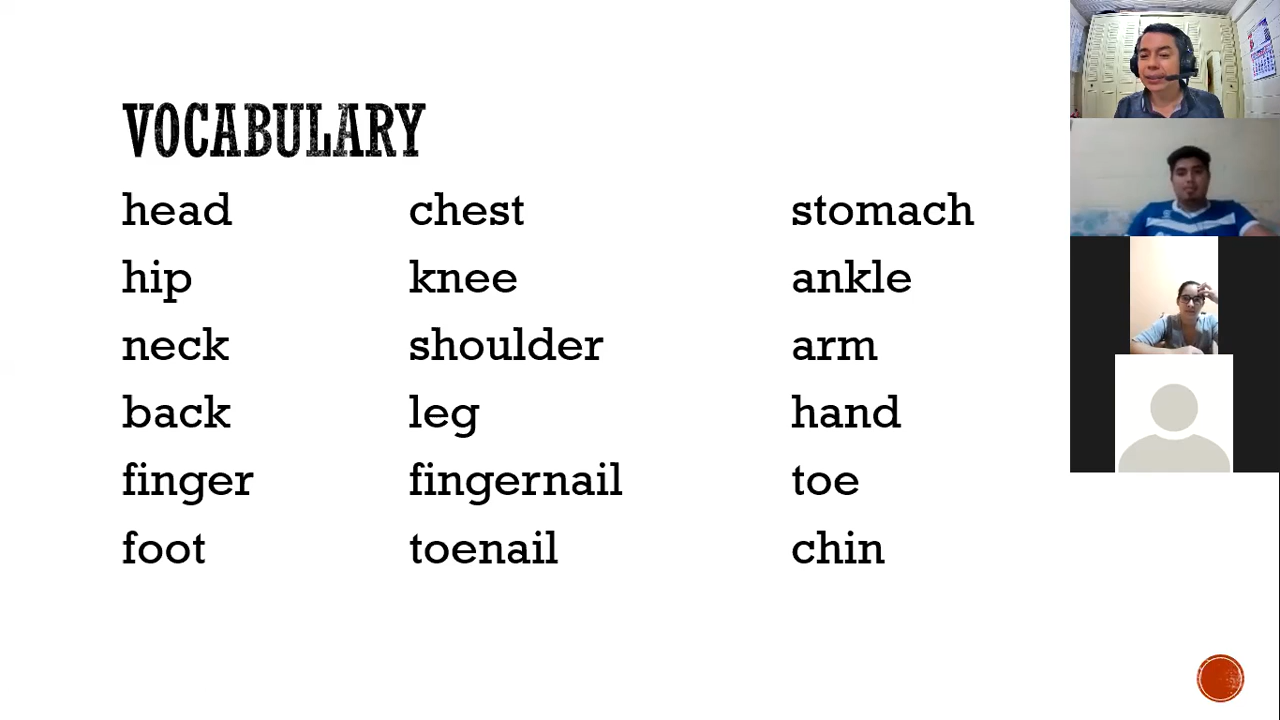 VOCABULARY
head chest stomach
hip knee ankle
neck shoulder arm
back leg hand
finger fingernail toe
foot toenail chin